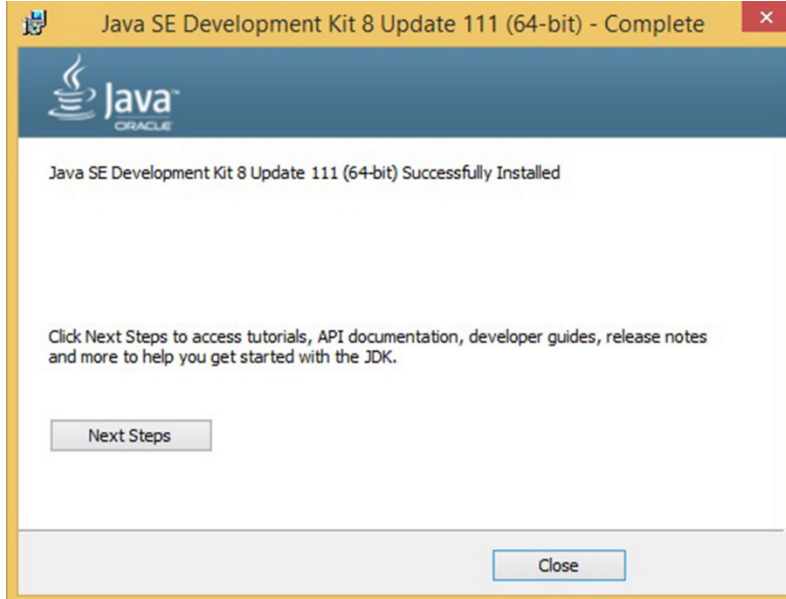 Java SE Development Kit 8 Update 111 (64-bit) - Complete
Java™
ORACLE
Java SE Development Kit 8 Update 111 (64-bit) Successfully Installed
Click Next Steps to access tutorials, API documentation, developer guides, release notes
and more to help you get started with the JDK.
Next Steps
Close